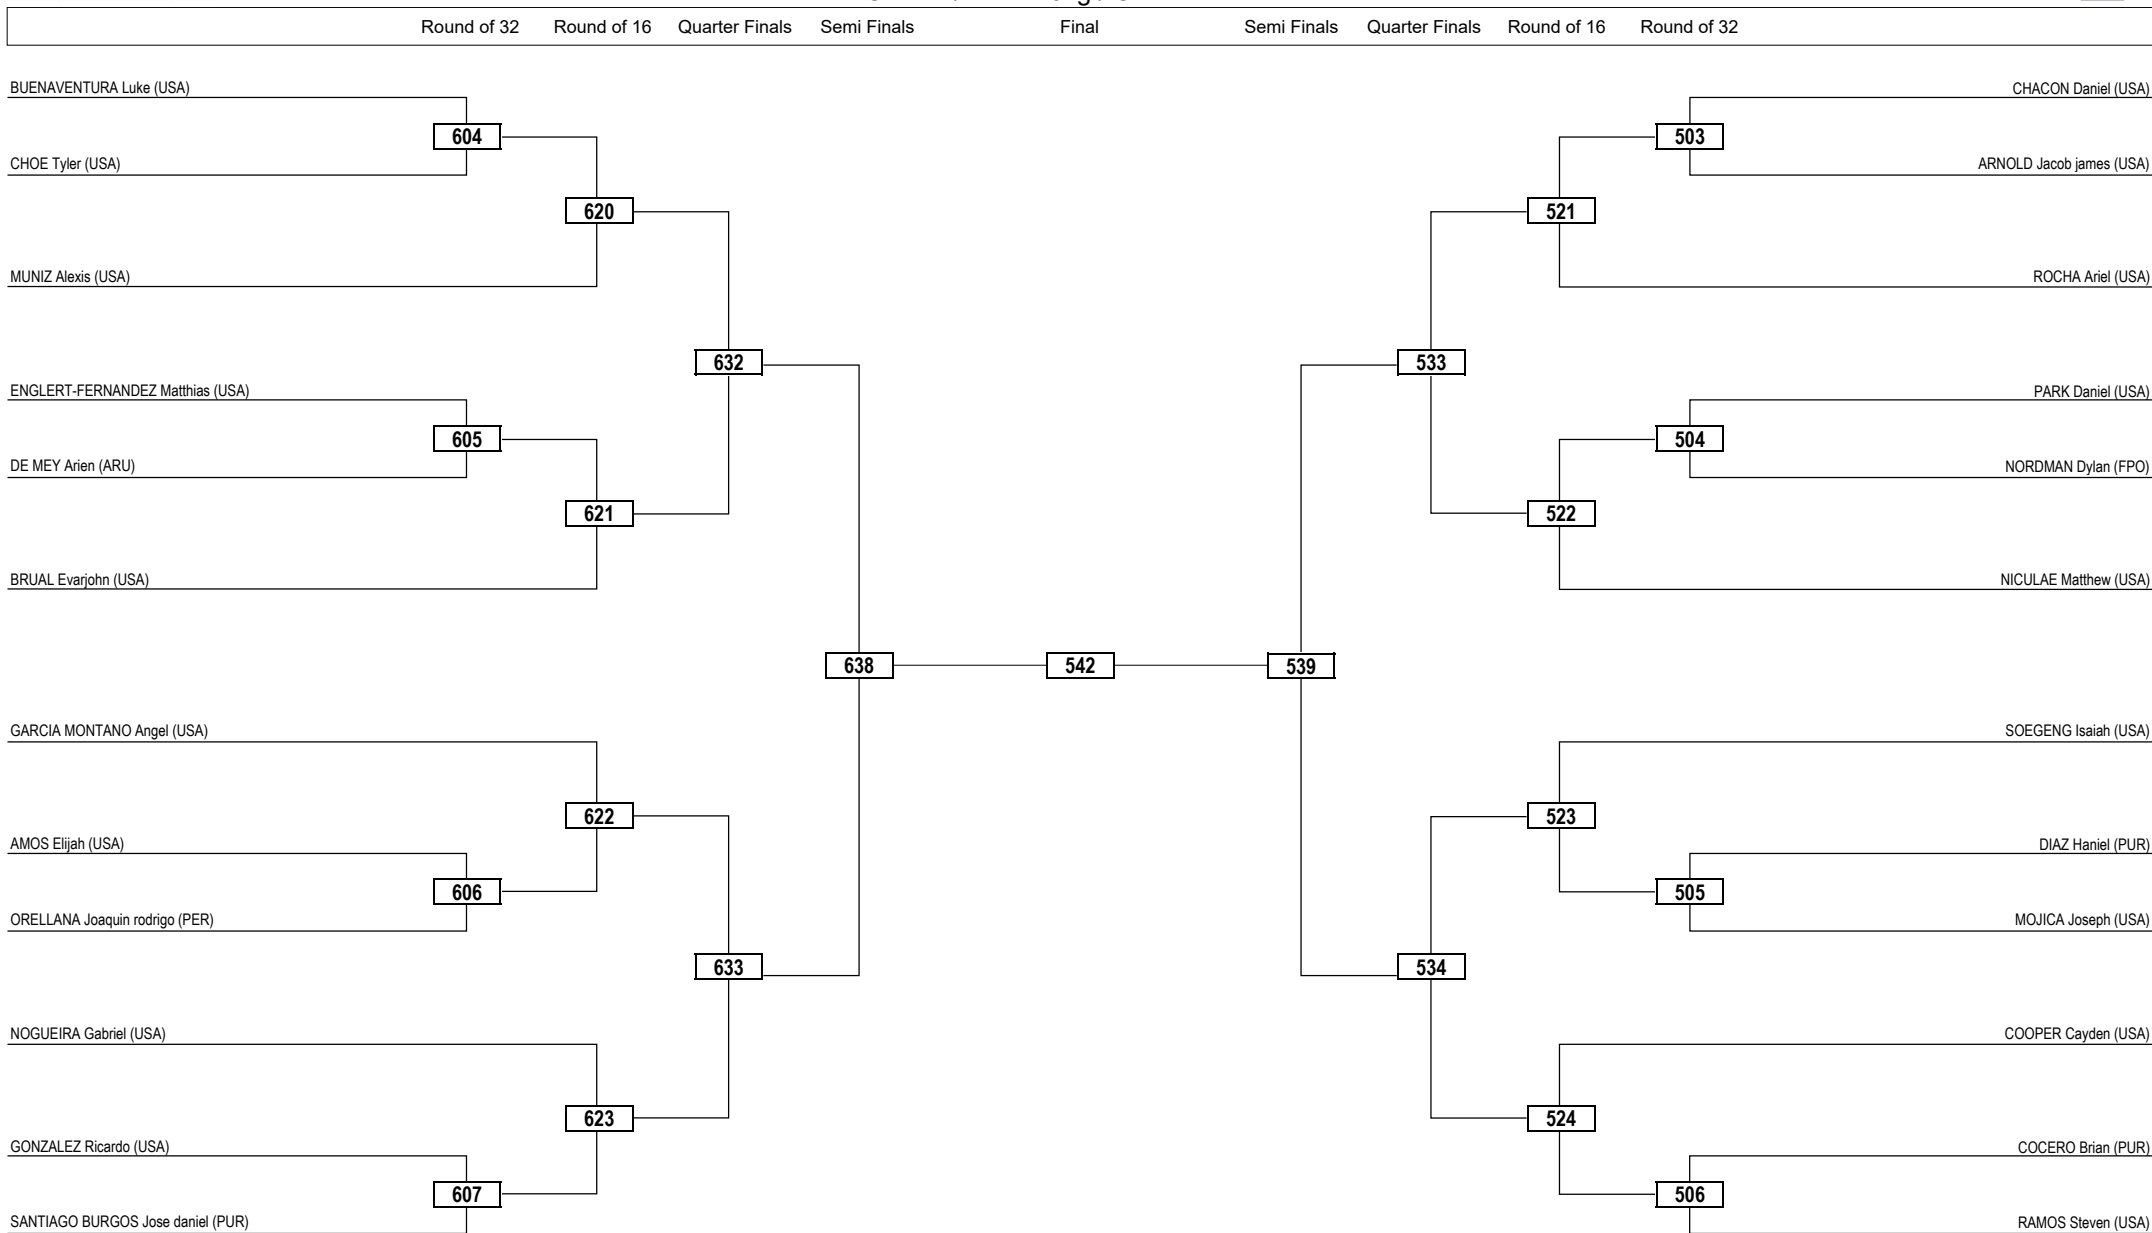 Round of 32 Round of 16 Quarter Finals Semi Finals Final Semi Finals Quarter Finals Round of 16 Round of 32
BUENAVENTURA Luke (USA) CHACON Daniel (USA)
604 503
CHOE Tyler (USA) ARNOLD Jacob james (USA)
620 521
MUNIZ Alexis (USA) ROCHA Ariel (USA)
632 533
ENGLERT-FERNANDEZ Matthias (USA) PARK Daniel (USA)
605 504
DE MEY Arien (ARU) NORDMAN Dylan (FPO)
621 522
BRUAL Evarjohn (USA) NICULAE Matthew (USA)
638 542 539
GARCIA MONTANO Angel (USA) SOEGENG Isaiah (USA)
622 523
AMOS Elijah (USA) DIAZ Haniel (PUR)
606 505
ORELLANA Joaquin rodrigo (PER) MOJICA Joseph (USA)
633 534
NOGUEIRA Gabriel (USA) COOPER Cayden (USA)
623 524
GONZALEZ Ricardo (USA) COCERO Brian (PUR)
607 506
SANTIAGO BURGOS Jose daniel (PUR) RAMOS Steven (USA)